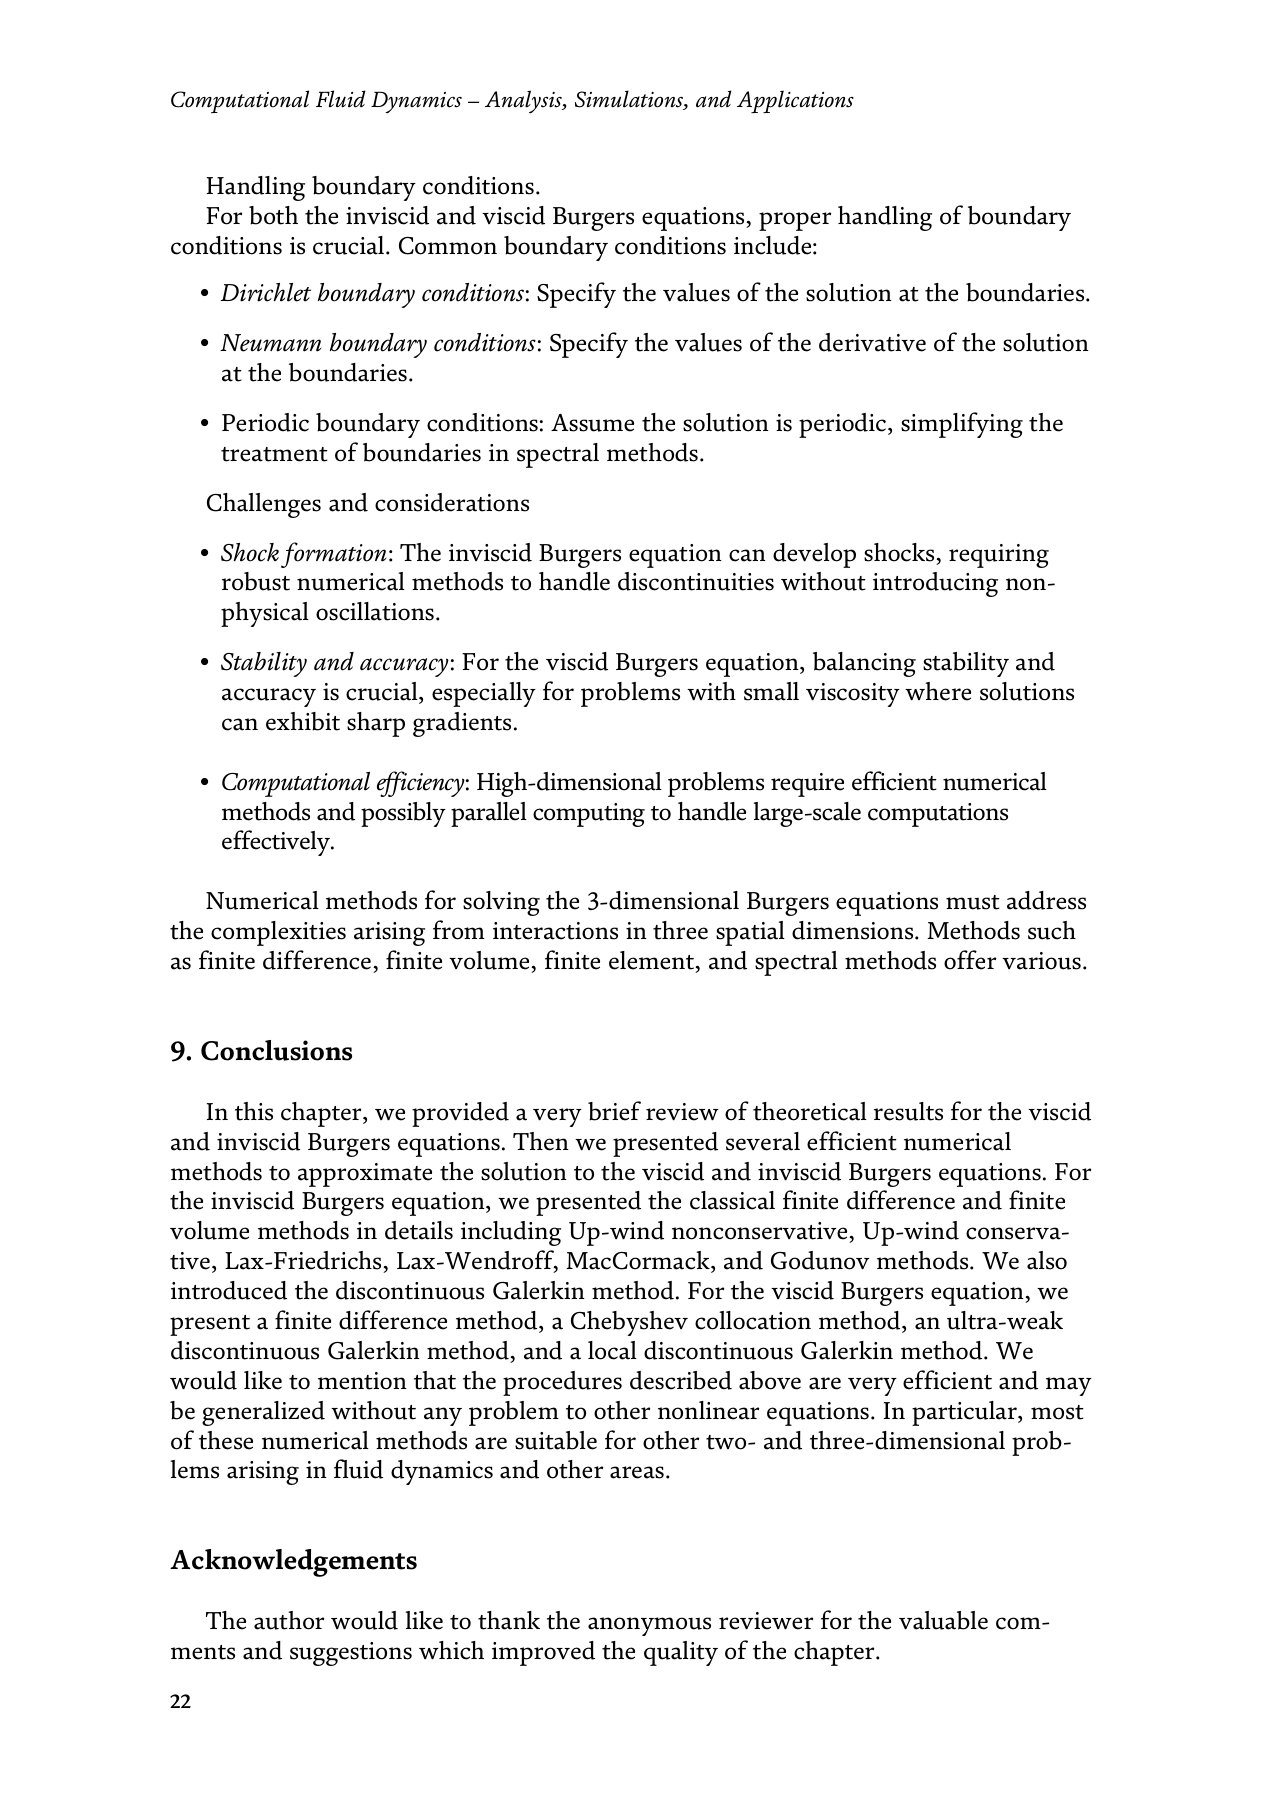 Computational Fluid Dynamics – Analysis, Simulations, and Applications
Handling boundary conditions.
For both the inviscid and viscid Burgers equations, proper handling of boundary
conditions is crucial. Common boundary conditions include:
• Dirichlet boundary conditions: Specify the values of the solution at the boundaries.
• Neumann boundary conditions: Specify the values of the derivative of the solution
at the boundaries.
• Periodic boundary conditions: Assume the solution is periodic, simplifying the
treatment of boundaries in spectral methods.
Challenges and considerations
• Shock formation: The inviscid Burgers equation can develop shocks, requiring
robust numerical methods to handle discontinuities without introducing non-
physical oscillations.
• Stability and accuracy: For the viscid Burgers equation, balancing stability and
accuracy is crucial, especially for problems with small viscosity where solutions
can exhibit sharp gradients.
• Computational efficiency: High-dimensional problems require efficient numerical
methods and possibly parallel computing to handle large-scale computations
effectively.
Numerical methods for solving the 3-dimensional Burgers equations must address
the complexities arising from interactions in three spatial dimensions. Methods such
as finite difference, finite volume, finite element, and spectral methods offer various.
9. Conclusions
In this chapter, we provided a very brief review of theoretical results for the viscid
and inviscid Burgers equations. Then we presented several efficient numerical
methods to approximate the solution to the viscid and inviscid Burgers equations. For
the inviscid Burgers equation, we presented the classical finite difference and finite
volume methods in details including Up-wind nonconservative, Up-wind conserva-
tive, Lax-Friedrichs, Lax-Wendroff, MacCormack, and Godunov methods. We also
introduced the discontinuous Galerkin method. For the viscid Burgers equation, we
present a finite difference method, a Chebyshev collocation method, an ultra-weak
discontinuous Galerkin method, and a local discontinuous Galerkin method. We
would like to mention that the procedures described above are very efficient and may
be generalized without any problem to other nonlinear equations. In particular, most
of these numerical methods are suitable for other two- and three-dimensional prob-
lems arising in fluid dynamics and other areas.
Acknowledgements
The author would like to thank the anonymous reviewer for the valuable com-
ments and suggestions which improved the quality of the chapter.
22